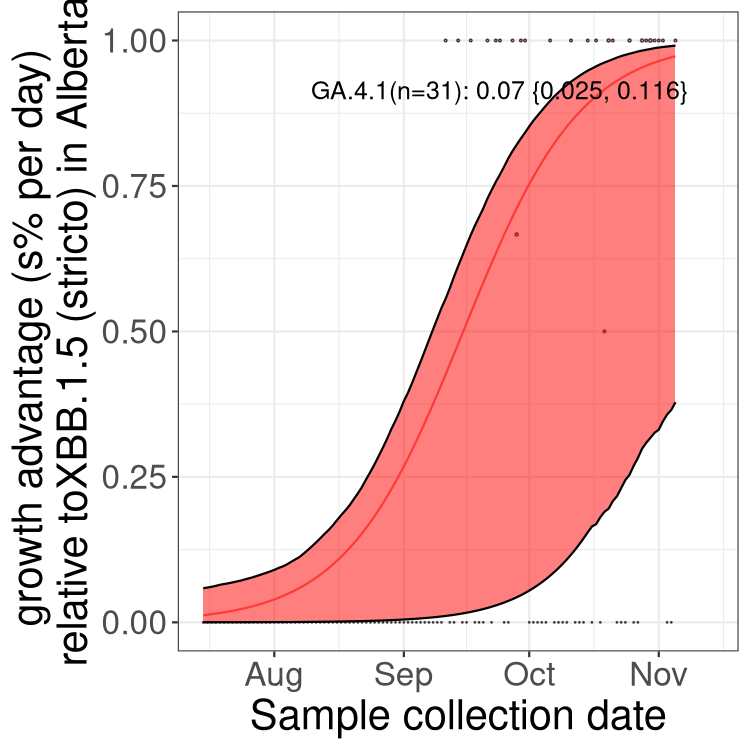 growth advantage (s% per day)
relative toXBB.1.5 (stricto) in Alberta
1.00
0.75
0.50
0.25
0.00
GA.4.1(n=31): 0.07 {0.025, 0.116}
Aug Sep Oct Nov
Sample collection date